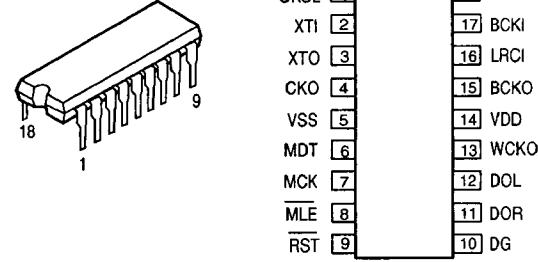 XTI 2 17 BCKI
XTO 3 16 LRCI
CKO 4 15 BCKO
VSS 5 14 VDD
MDT 6 13 WCKO
MCK 7 12 DOL
MLE 8 11 DOR
RST 9 10 DG
9
18
1